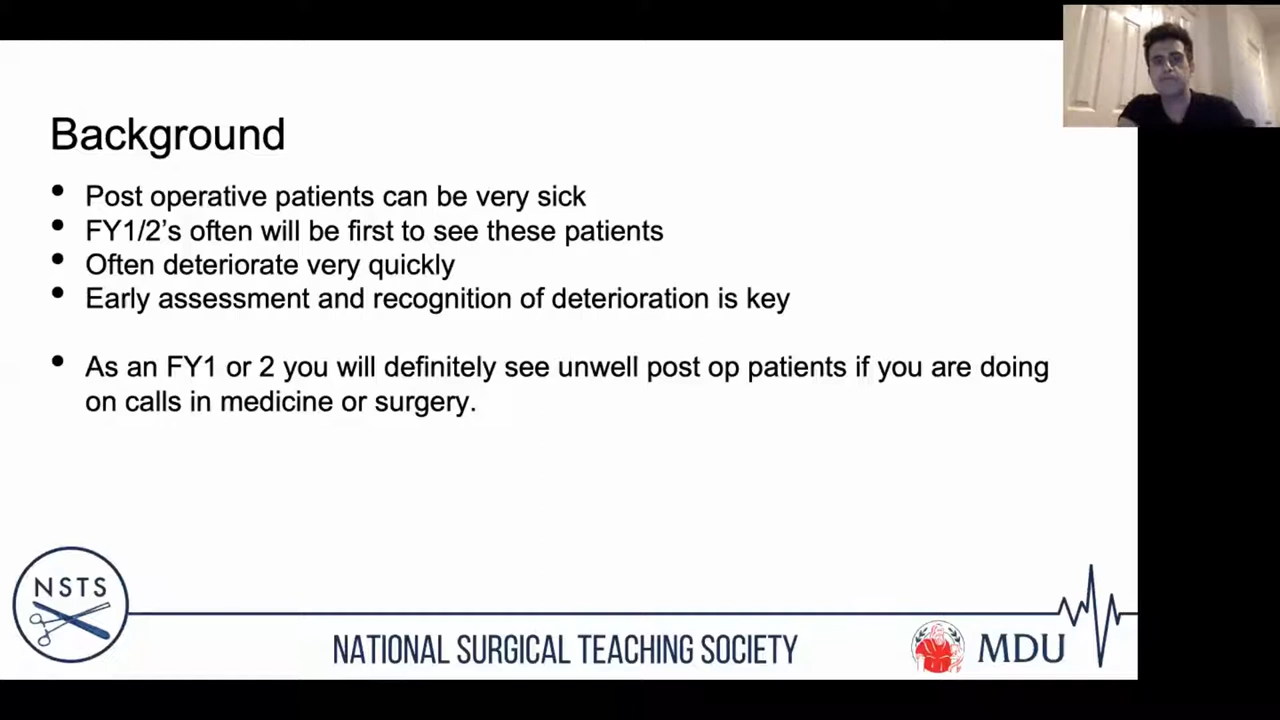 Background
• Post operative patients can be very sick
• FY1/2’s often will be first to see these patients
• Often deteriorate very quickly
• Early assessment and recognition of deterioration is key
• As an FY1 or 2 you will definitely see unwell post op patients if you are doing
on calls in medicine or surgery.
NSTS
NATIONAL SURGICAL TEACHING SOCIETY
MDU